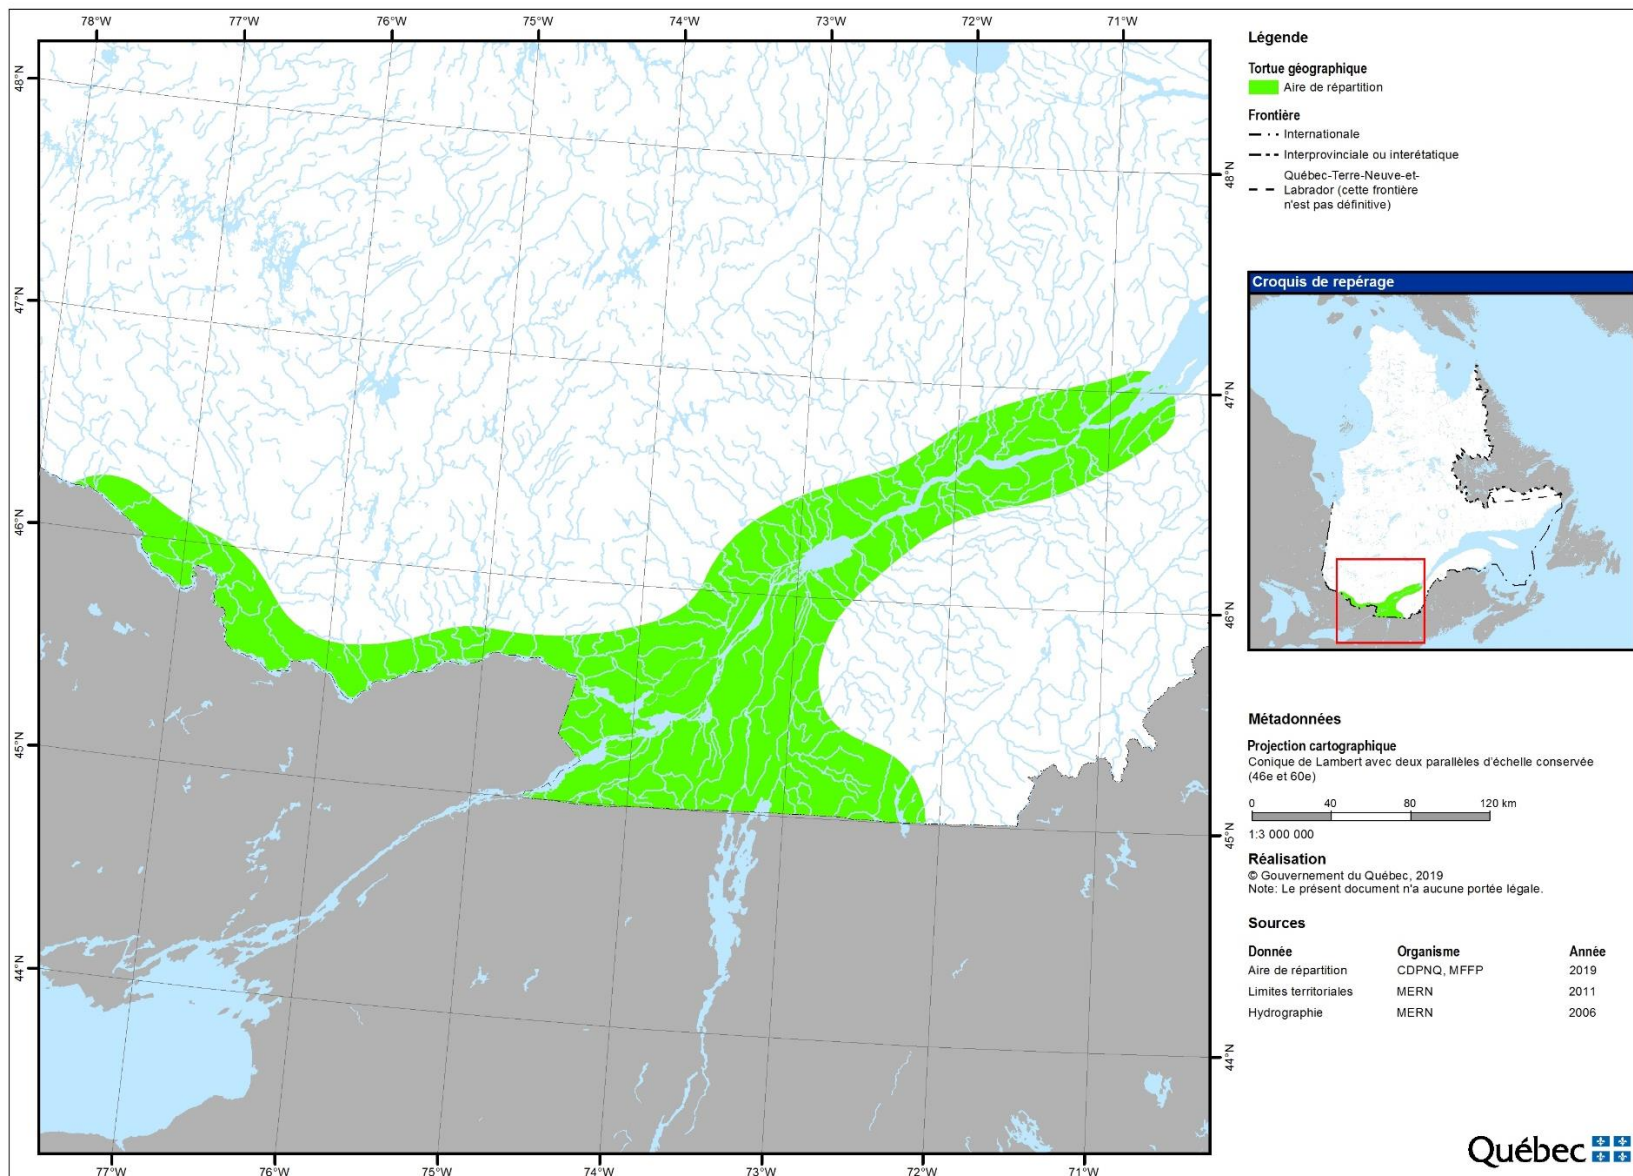 78°W 77°W 76°W 75°W 74°W 73°W 72°W 71°W
48°N
47°N
46°N
45°N
44°N
48°N
47°N
46°N
45°N
44°N
77°W 76°W 75°W 74°W 73°W 72°W 71°W
Légende
Tortue géographique
Aire de répartition
Frontière
Internationale
Interprovinciale ou interétatique
Québec-Terre-Neuve-et-
Labrador (cette frontière
n'est pas définitive)
Croquis de repérage
Métadonnées
Projection cartographique
Conique de Lambert avec deux parallèles d'échelle conservée
(46e et 60e)
0 40 80 120 km
1:3 000 000
Réalisation
© Gouvernement du Québec, 2019
Note: Le présent document n'a aucune portée légale.
Sources
Donnée Organisme Année
Aire de répartition CDPNQ, MFFP 2019
Limites territoriales MERN 2011
Hydrographie MERN 2006
Québec